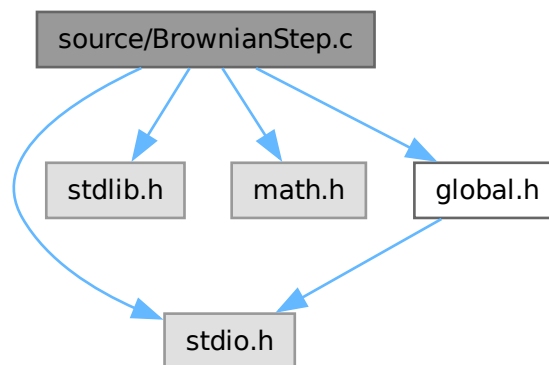 source/BrownianStep.c
stdlib.h
math.h
global.h
stdio.h